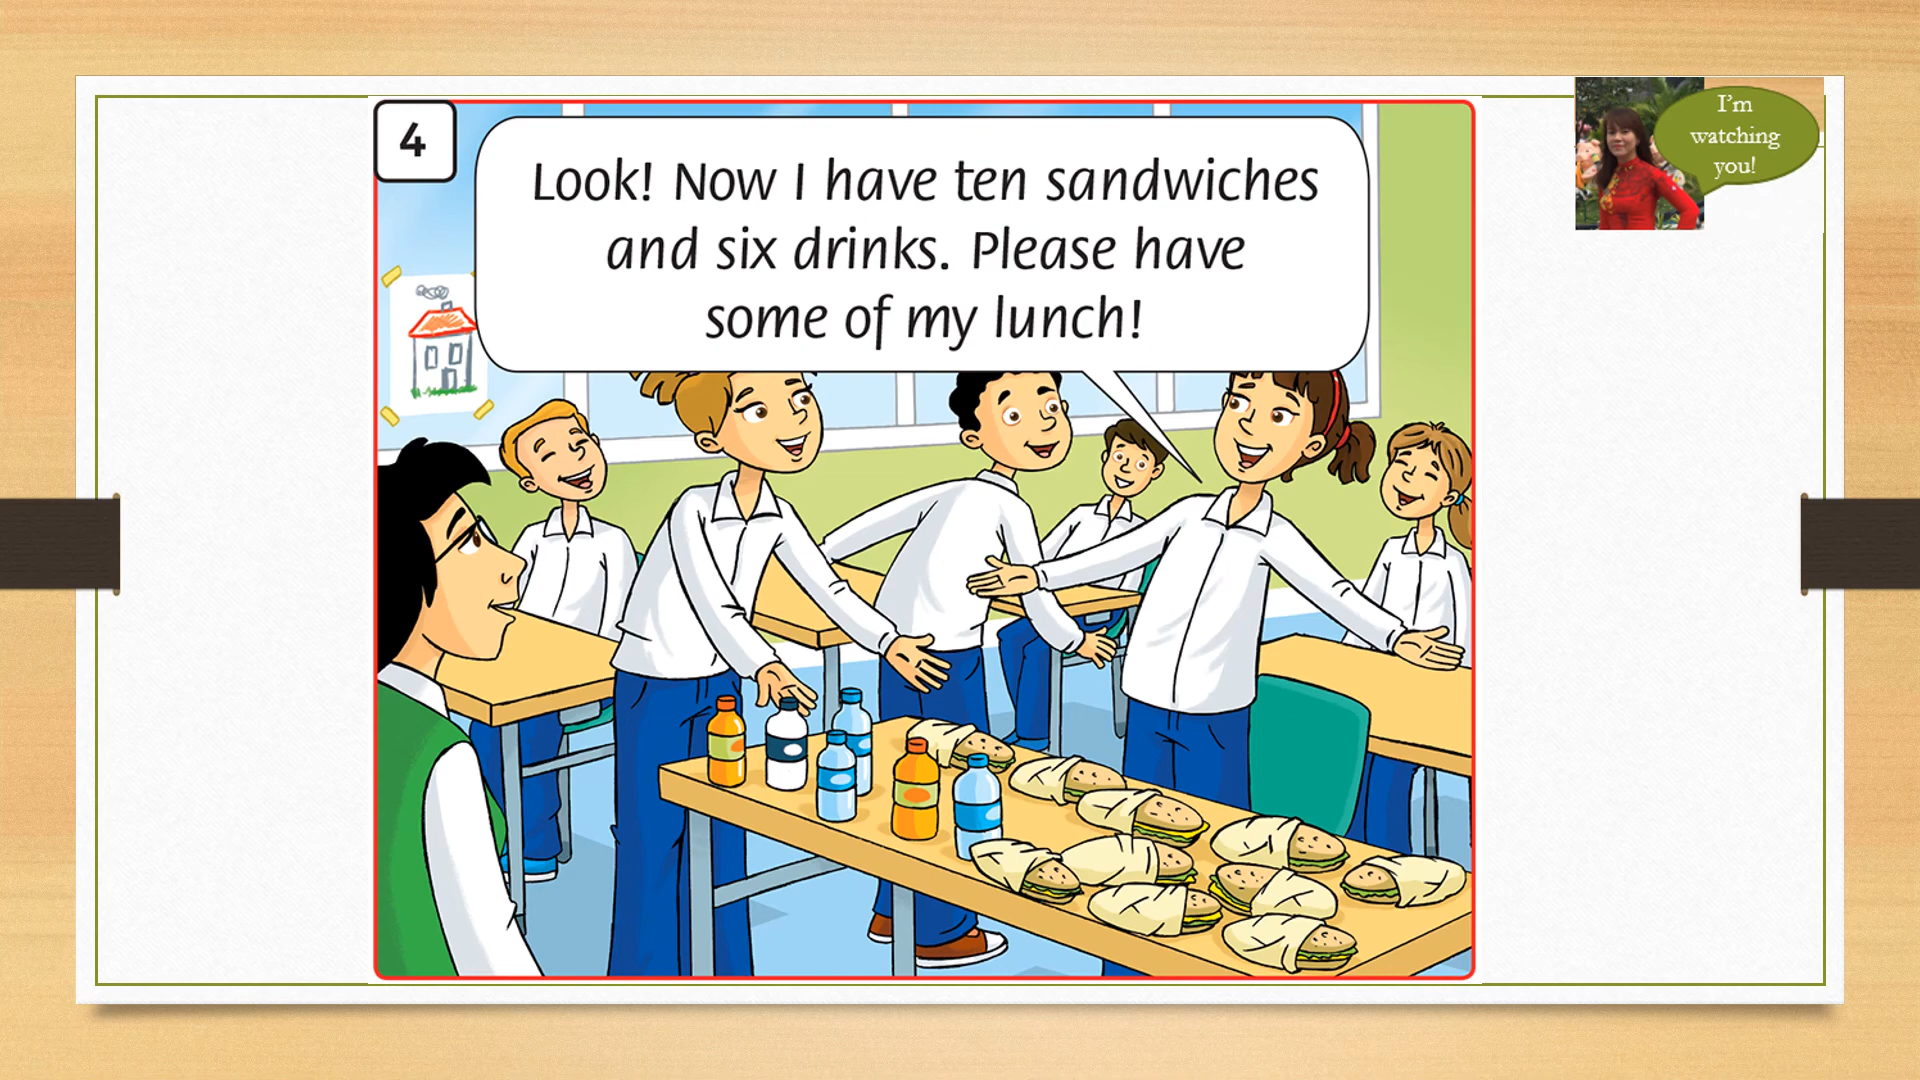 4
Look! Now I have ten sandwiches
and six drinks. Please have
some of my lunch!
I'm
watching
you!